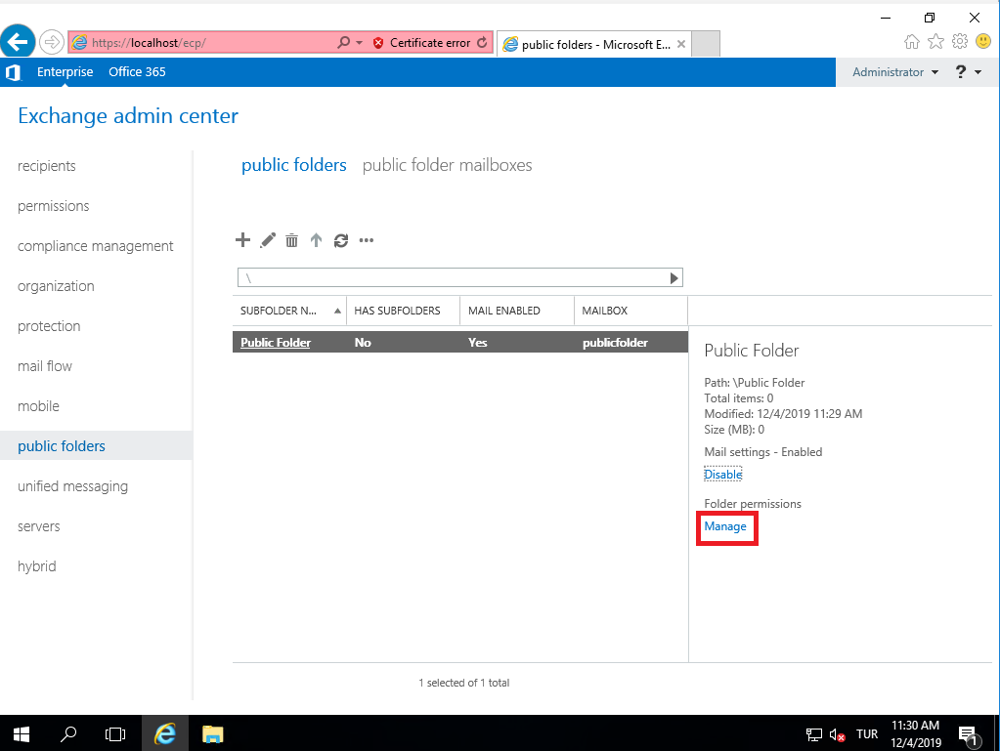 https://localhost/ecp/
Certificate error
public folders - Microsoft E...
Enterprise
Office 365
Administrator
?
Exchange admin center
recipients
permissions
compliance management
organization
protection
mail flow
mobile
public folders
unified messaging
servers
hybrid
public folders
public folder mailboxes
\
SUBFOLDER N...
HAS SUBFOLDERS
MAIL ENABLED
MAILBOX
Public Folder
No
Yes
publicfolder
Public Folder
Path: \Public Folder
Total items: 0
Modified: 12/4/2019 11:29 AM
Size (MB): 0
Mail settings - Enabled
Disable
Folder permissions
Manage
1 selected of 1 total
TUR
11:30 AM
12/4/2019
1